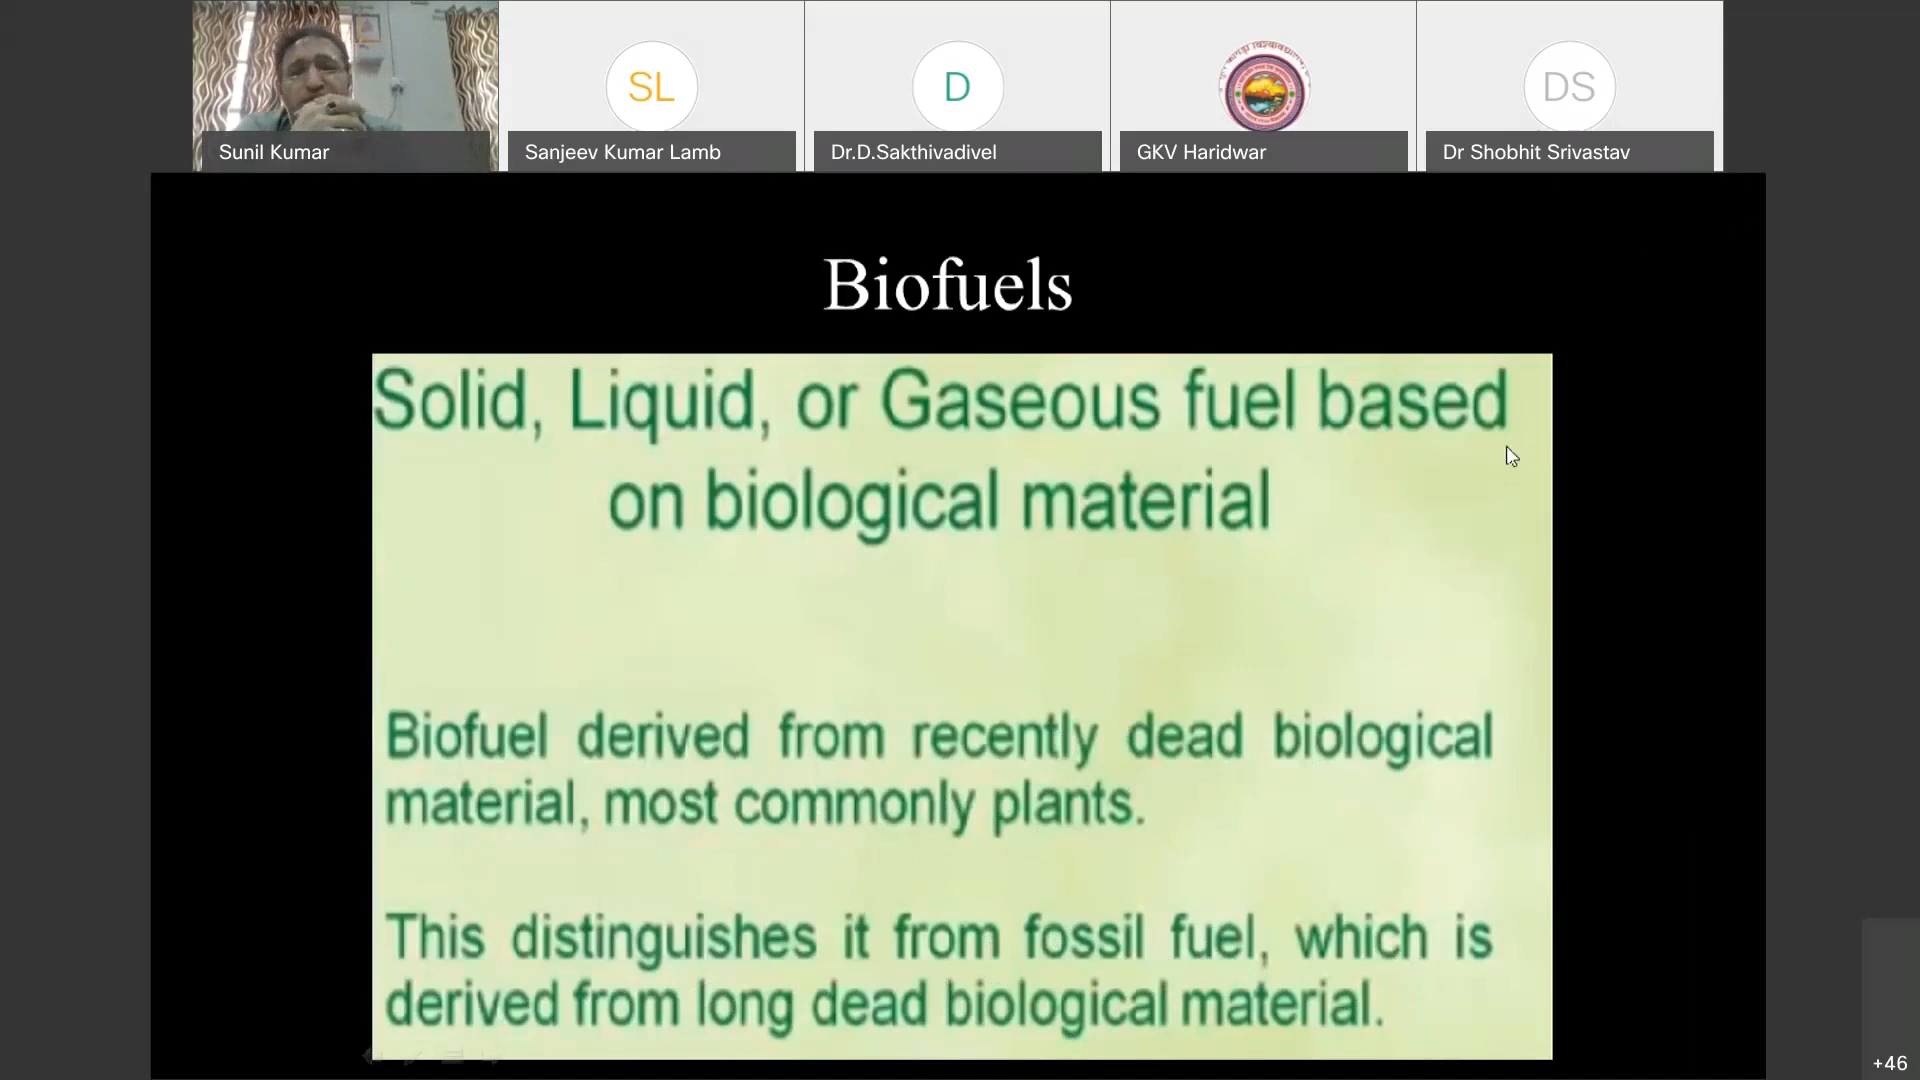 SL
D
DS
Sunil Kumar
Sanjeev Kumar Lamb
Dr.D.Sakthivadivel
GKV Haridwar
Dr Shobhit Srivastav
Biofuels
Solid, Liquid, or Gaseous fuel based
on biological material
Biofuel derived from recently dead biological
material, most commonly plants.
This distinguishes it from fossil fuel, which is
derived from long dead biological material.
+46